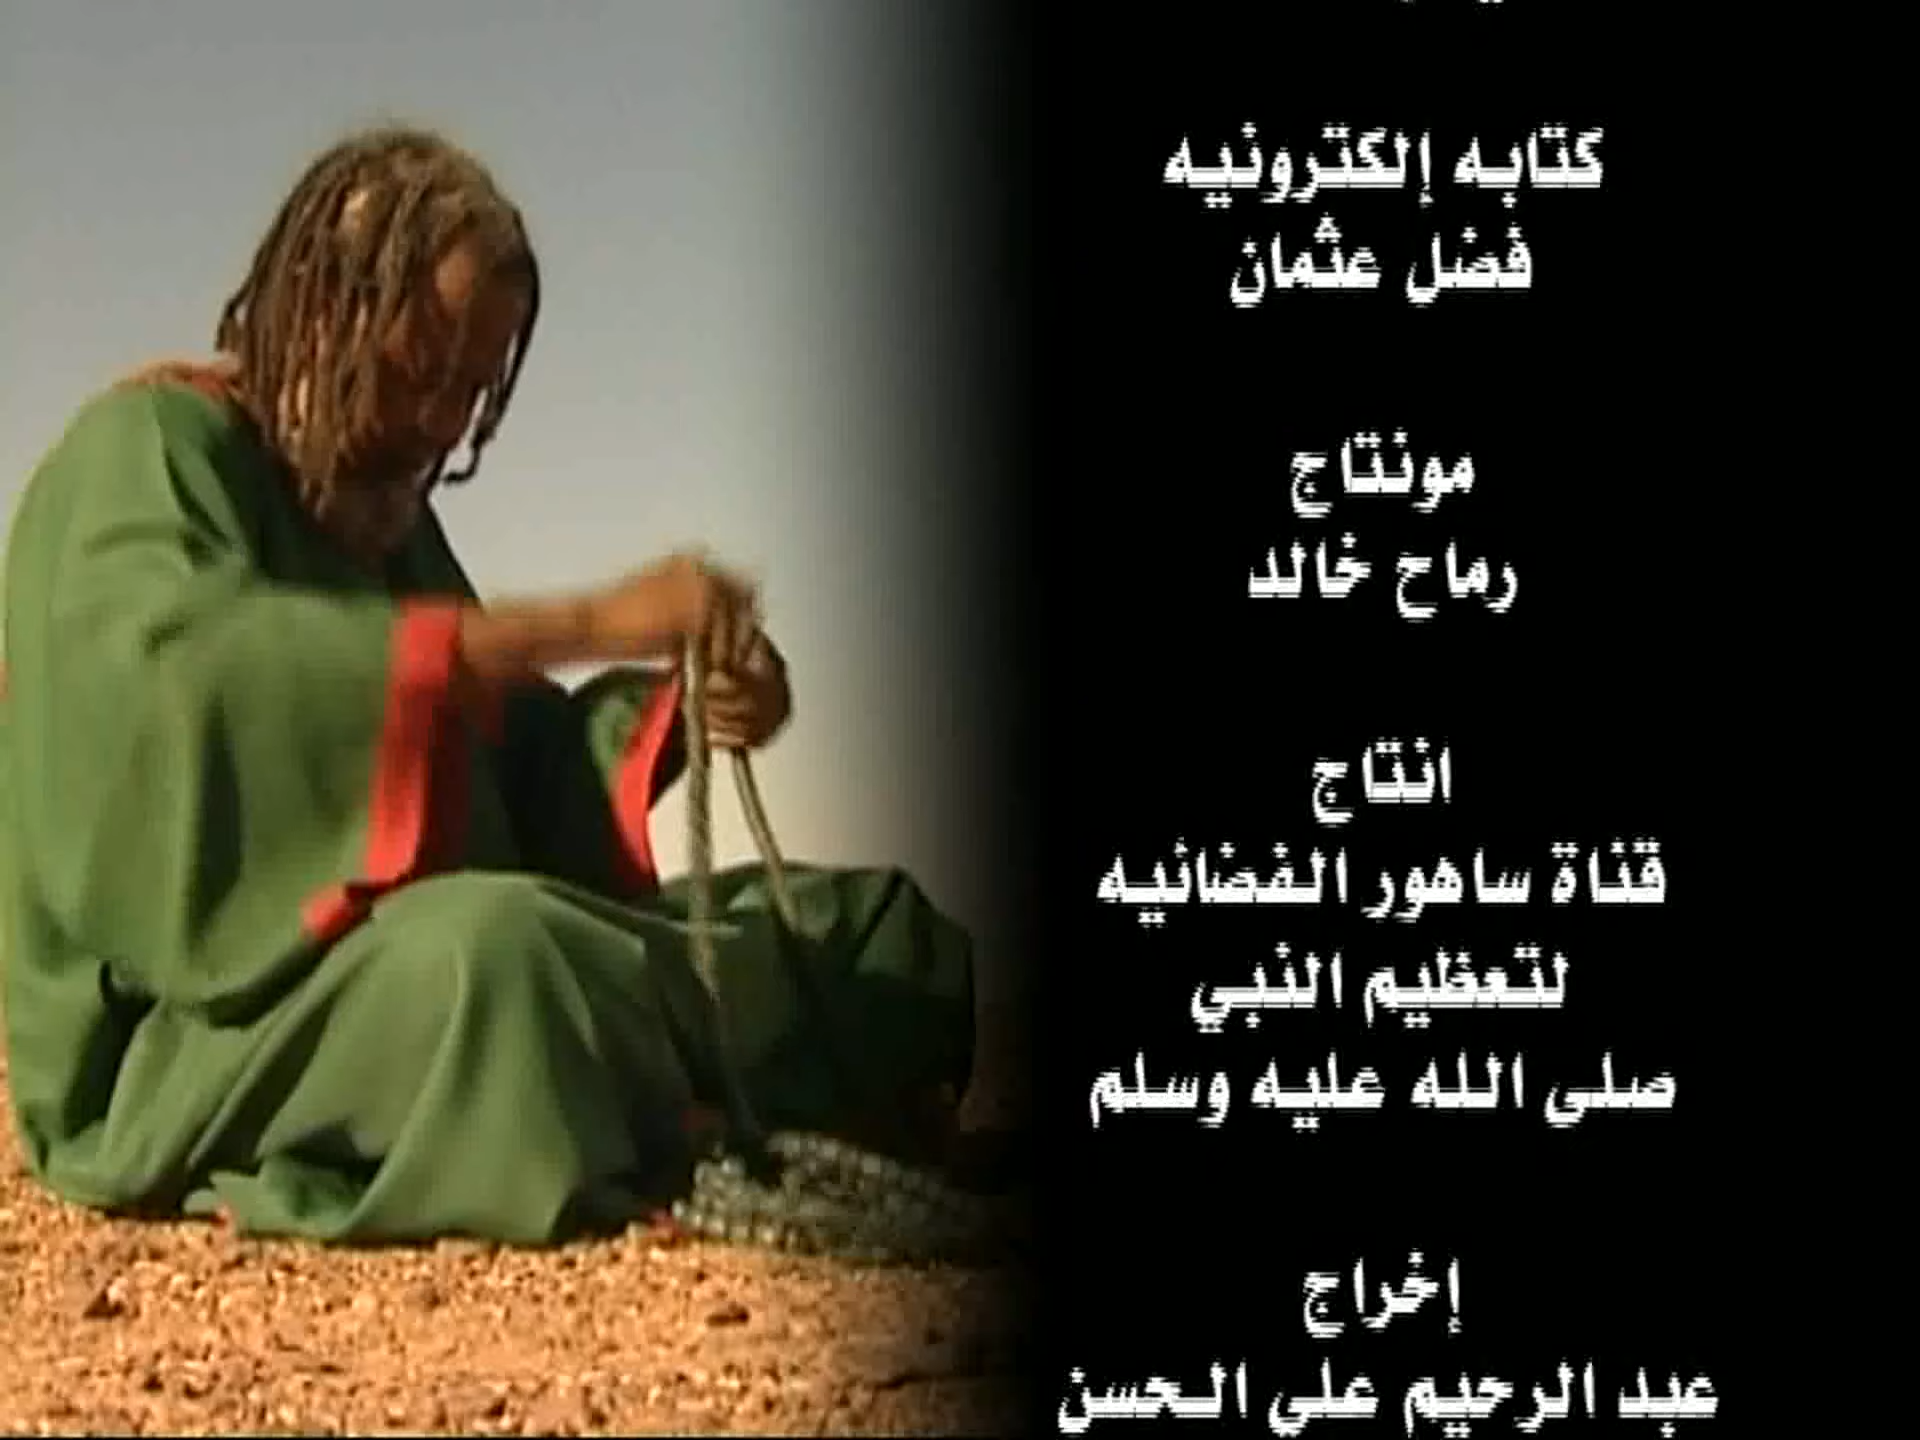 كتابه إلكترونيه
فضل عثمان
مونتاج
رماح خالد
انتاج
قناة ساهور الفضائيه
لتعظيم النبي
صلي الله عليه وسلم
إخراج
عبد الرحيم علي الحسن